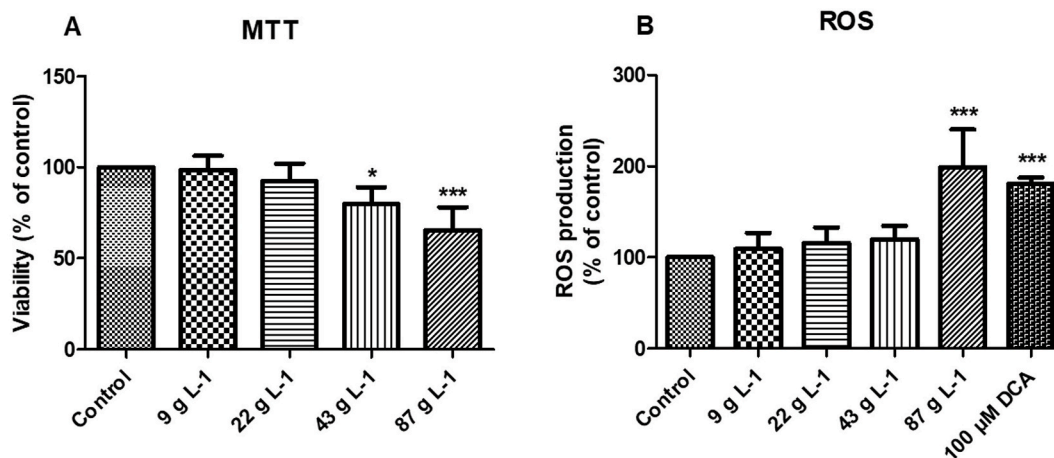 A
MTT
Viability (% of control)
150
100
50
0
*
***
Control
9 g L-1
22 g L-1
43 g L-1
87 g L-1
B
ROS
ROS production
(% of control)
300
200
100
0
***
***
Control
9 g L-1
22 g L-1
43 g L-1
87 g L-1
100 µM DCA